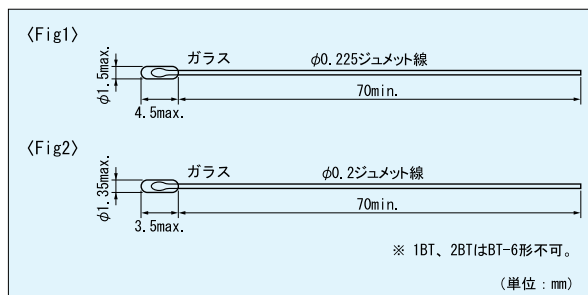 〈Fig1〉
ガラス
φ0.225ジュメット線
φ1.5max.
4.5max.
70min.
〈Fig2〉
ガラス
φ0.2ジュメット線
φ1.35max.
3.5max.
70min.
※ 1BT、2BTはBT-6形不可。
（単位：mm）